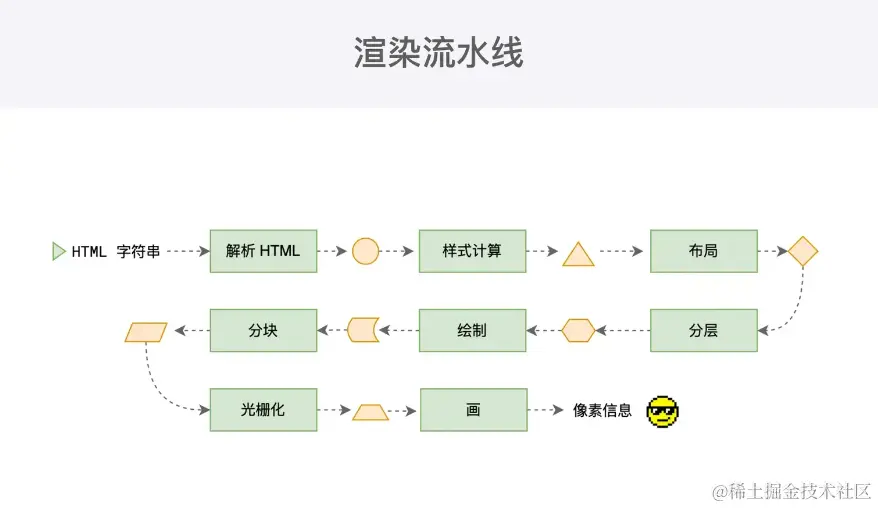 渲染流水线
HTML 字符串
解析 HTML
样式计算
布局
分层
绘制
分块
光栅化
画
像素信息
@稀土掘金技术社区